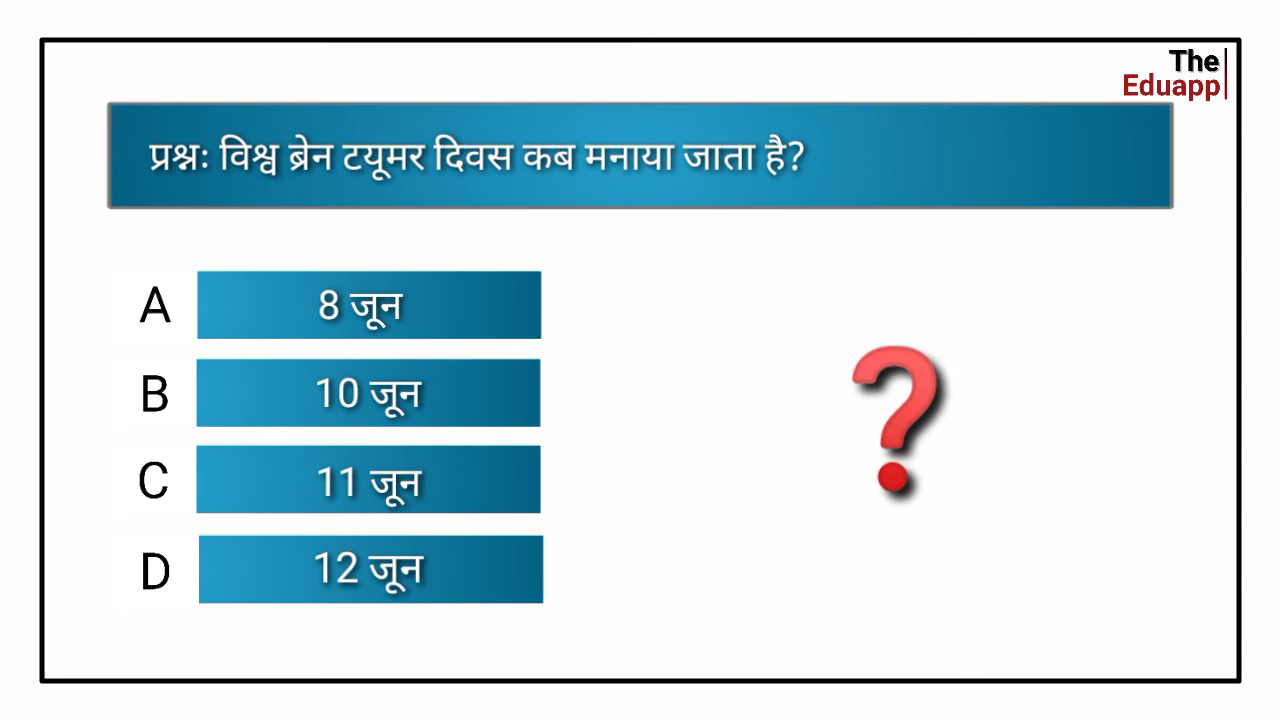 The
Eduapp
प्रश्नः विश्व ब्रेन टयूमर दिवस कब मनाया जाता है?
A 8 जून
B 10 जून
C 11 जून
D 12 जून